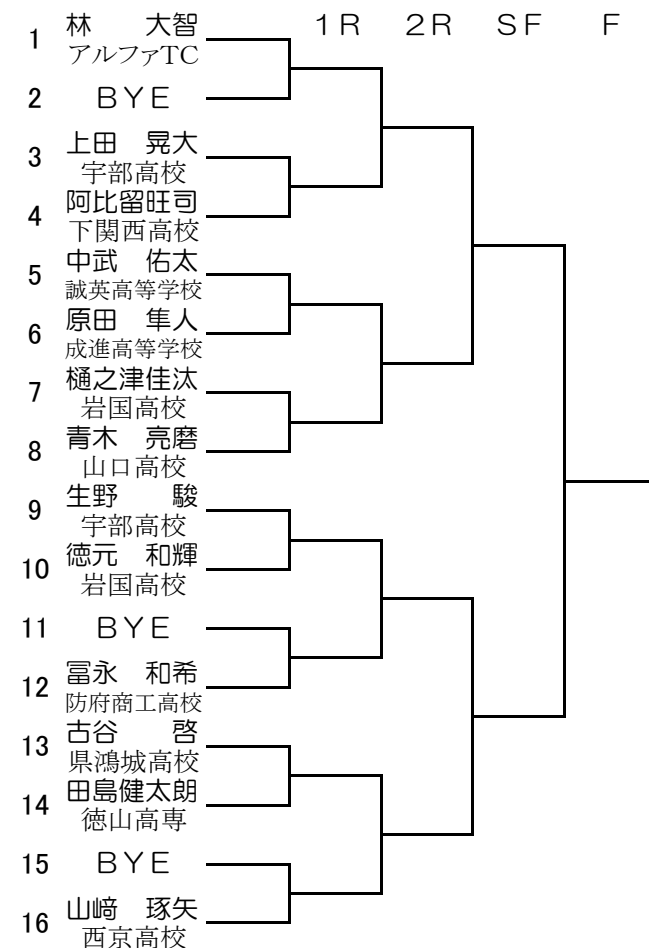 １Ｒ ２Ｒ ＳＦ Ｆ
1 林　大智
アルファTC
2 ＢＹＥ
3 上田　晃大
宇部高校
4 阿比留旺司
下関西高校
5 中武　佑太
誠英高等学校
6 原田　隼人
成進高等学校
7 樋之津佳汰
岩国高校
8 青木　亮磨
山口高校
9 生野　駿
宇部高校
10 徳元　和輝
岩国高校
11 ＢＹＥ
12 冨永　和希
防府商工高校
13 古谷　啓
県鴻城高校
14 田島健太朗
徳山高専
15 ＢＹＥ
16 山﨑　琢矢
西京高校